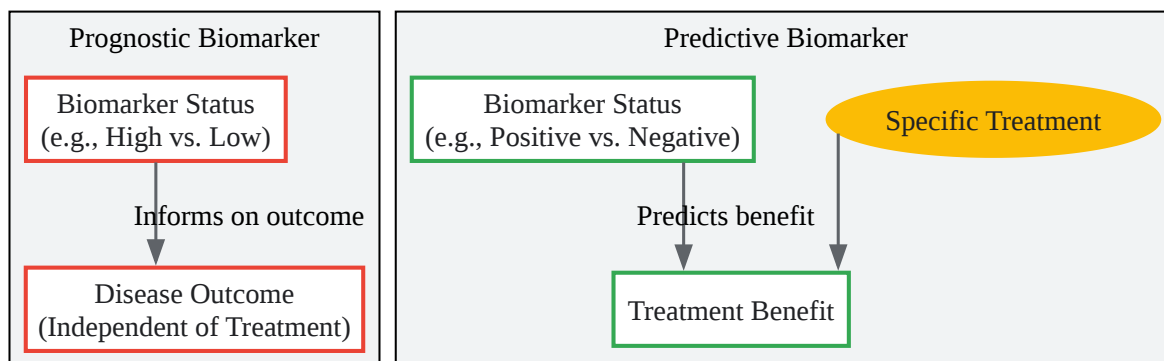 Prognostic Biomarker
Biomarker Status
(e.g., High vs. Low)
Informs on outcome
Disease Outcome
(Independent of Treatment)
Predictive Biomarker
Biomarker Status
(e.g., Positive vs. Negative)
Specific Treatment
Predicts benefit
Treatment Benefit